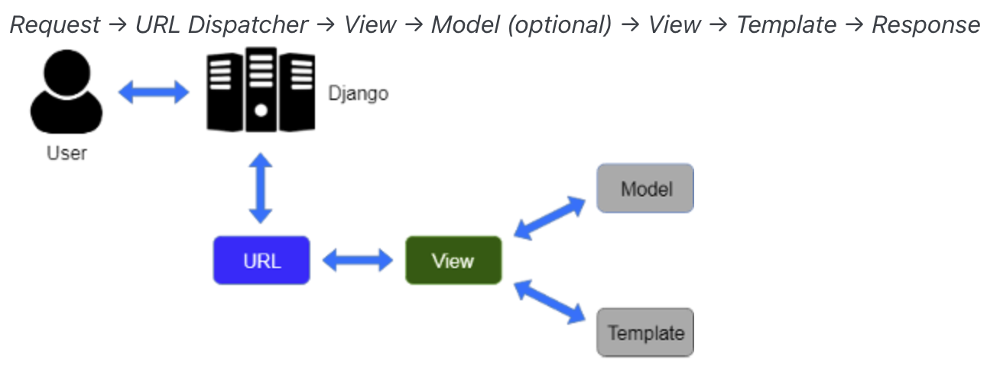 Request → URL Dispatcher → View → Model (optional) → View → Template → Response
Django
User
Model
URL
View
Template